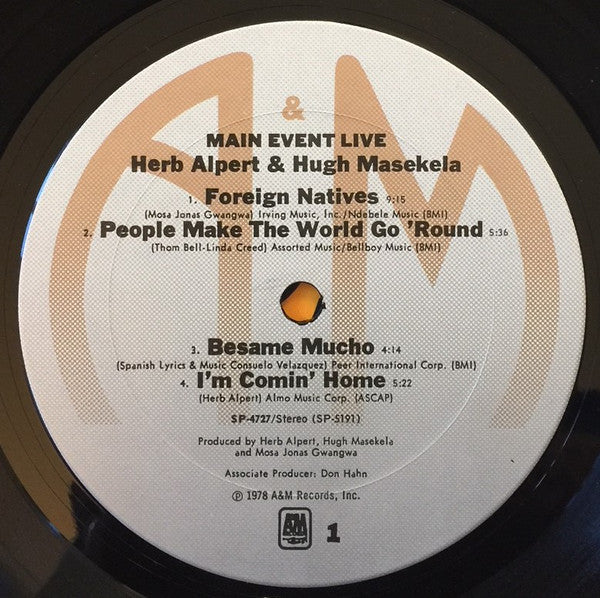 &
MAIN EVENT LIVE
Herb Alpert & Hugh Masekela
1. Foreign Natives 9:15
(Mosa Jonas Gwangwa) Irving Music, Inc./Ndebele Music (BMI)
2. People Make The World Go 'Round 5:36
(Thom Bell-Linda Creed) Assorted Music/Bellboy Music (BMI)
3. Besame Mucho 4:14
(Spanish Lyrics & Music Consuelo Velazquez) Peer International Corp. (BMI)
4. I'm Comin' Home 5:22
(Herb Alpert) Almo Music Corp. (ASCAP)
SP-4727/Stereo (SP-5191)
Produced by Herb Alpert, Hugh Masekela
and Mosa Jonas Gwangwa
Associate Producer: Don Hahn
℗ 1978 A&M Records, Inc.
A&M 1